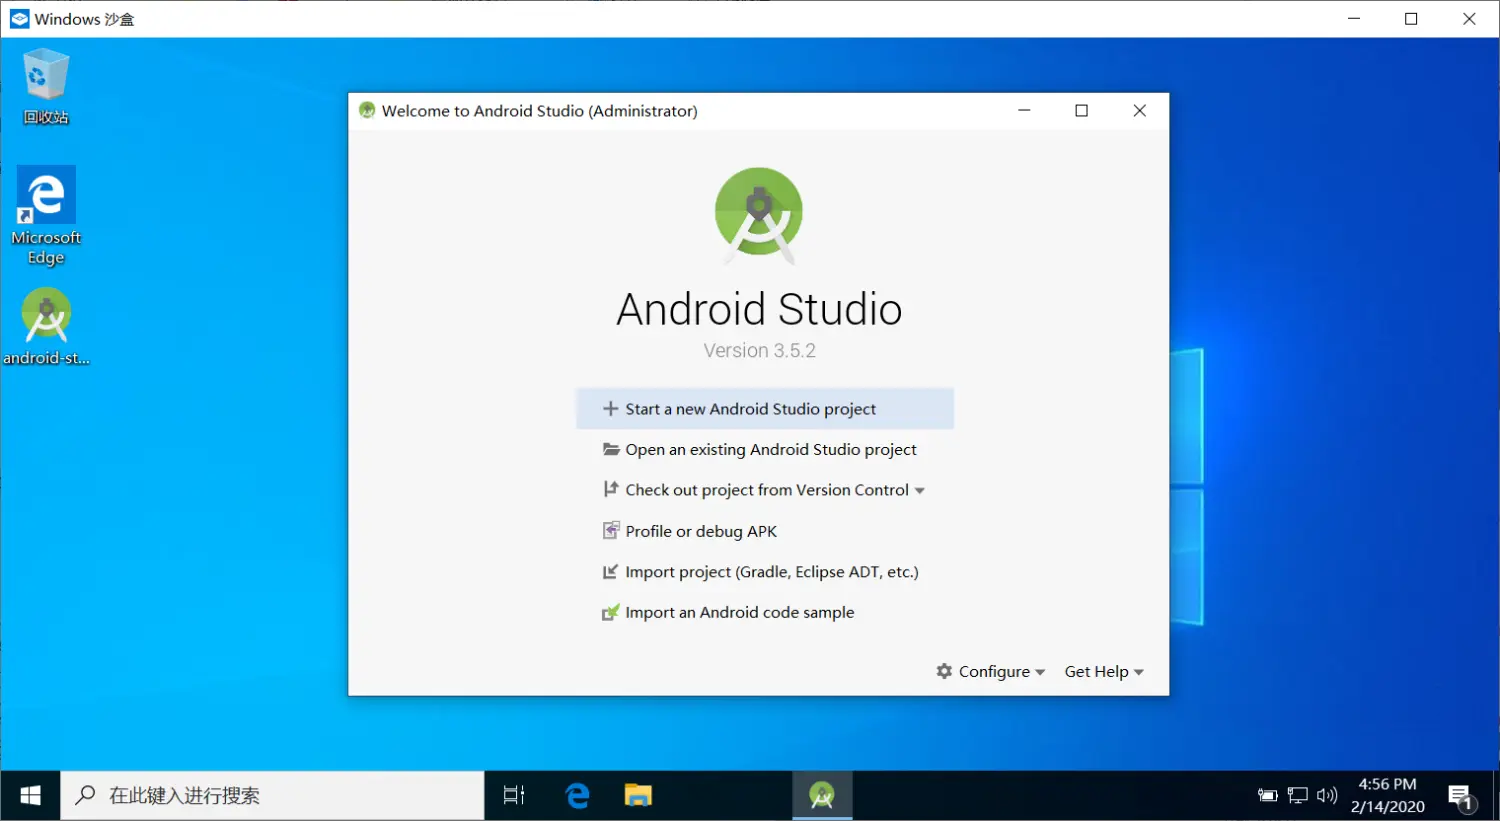 Windows 沙盒
回收站
Microsoft
Edge
android-st...
Welcome to Android Studio (Administrator)
Android Studio
Version 3.5.2
Start a new Android Studio project
Open an existing Android Studio project
Check out project from Version Control
Profile or debug APK
Import project (Gradle, Eclipse ADT, etc.)
Import an Android code sample
Configure
Get Help
在此键入进行搜索
4:56 PM
2/14/2020
1